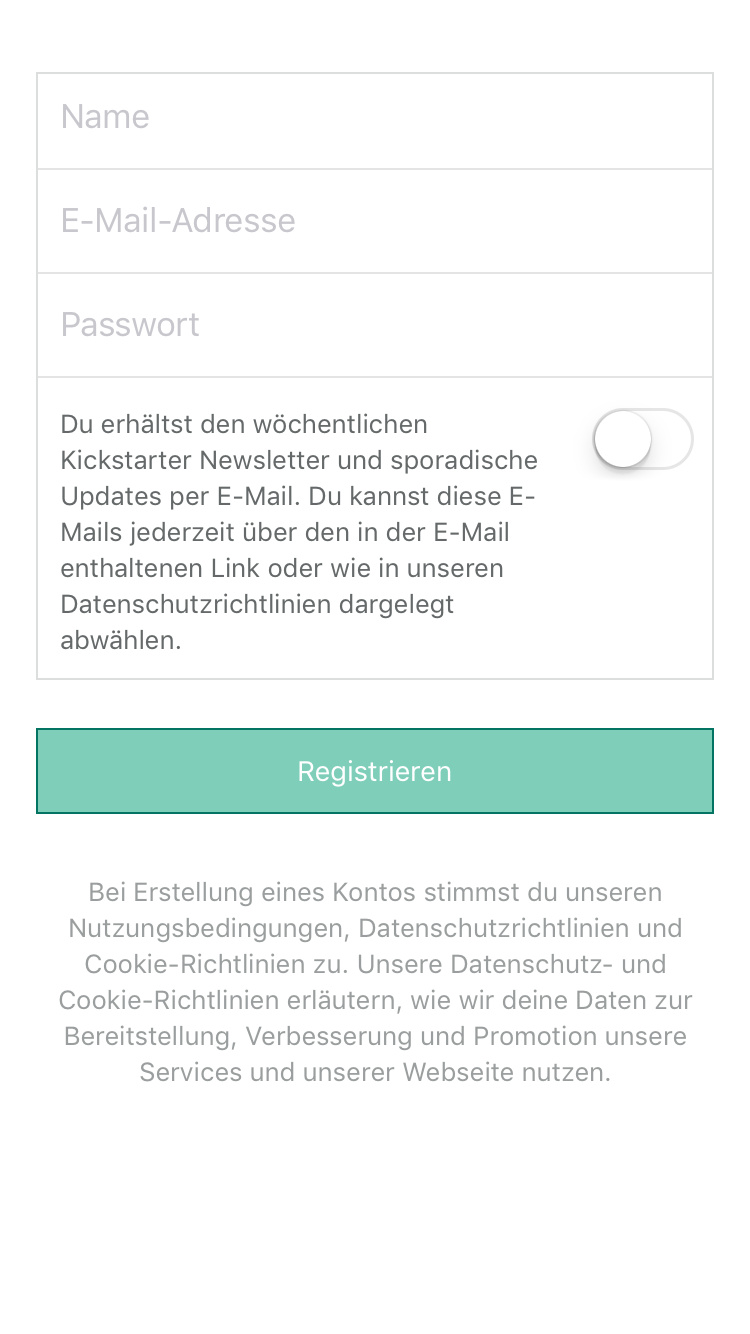 Name
E-Mail-Adresse
Passwort
Du erhältst den wöchentlichen
Kickstarter Newsletter und sporadische
Updates per E-Mail. Du kannst diese E-
Mails jederzeit über den in der E-Mail
enthaltenen Link oder wie in unseren
Datenschutzrichtlinien dargelegt
abwählen.
Registrieren
Bei Erstellung eines Kontos stimmst du unseren
Nutzungsbedingungen, Datenschutzrichtlinien und
Cookie-Richtlinien zu. Unsere Datenschutz- und
Cookie-Richtlinien erläutern, wie wir deine Daten zur
Bereitstellung, Verbesserung und Promotion unsere
Services und unserer Webseite nutzen.